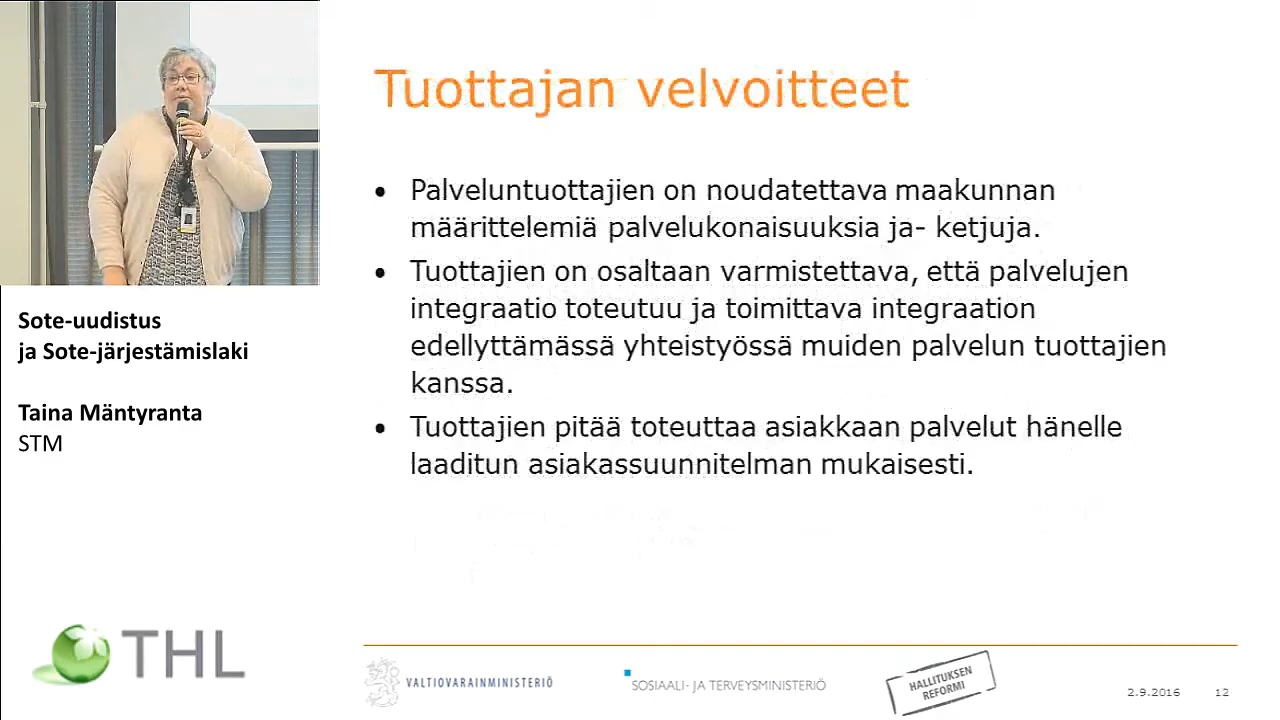 Tuottajan velvoitteet
• Palveluntuottajien on noudatettava maakunnan
määrittelemiä palvelukonaisuuksia ja- ketjuja.
• Tuottajien on osaltaan varmistettava, että palvelujen
integraatio toteutuu ja toimittava integraation
edellyttämässä yhteistyössä muiden palvelun tuottajien
kanssa.
• Tuottajien pitää toteuttaa asiakkaan palvelut hänelle
laaditun asiakassuunnitelman mukaisesti.
Sote-uudistus
ja Sote-järjestämislaki
Taina Mäntyranta
STM
THL
VALTIOVARAINMINISTERIÖ
SOSIAALI- JA TERVEYSMINISTERIÖ
HALLITUKSEN
REFORMI
2.9.2016 12